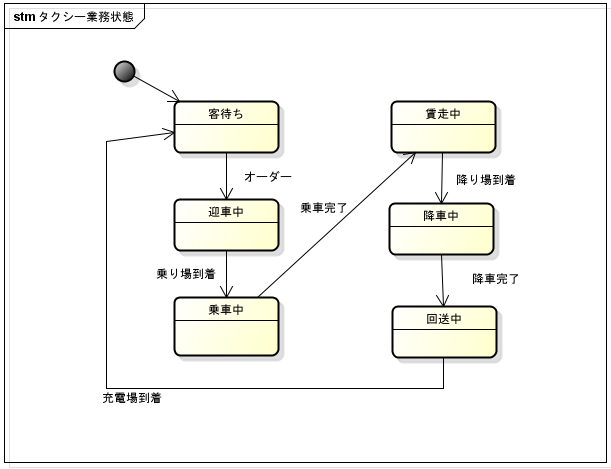 stm タクシー業務状態
客待ち
賃走中
オーダー
降り場到着
迎車中
乗車完了
降車中
乗り場到着
降車完了
乗車中
回送中
充電場到着